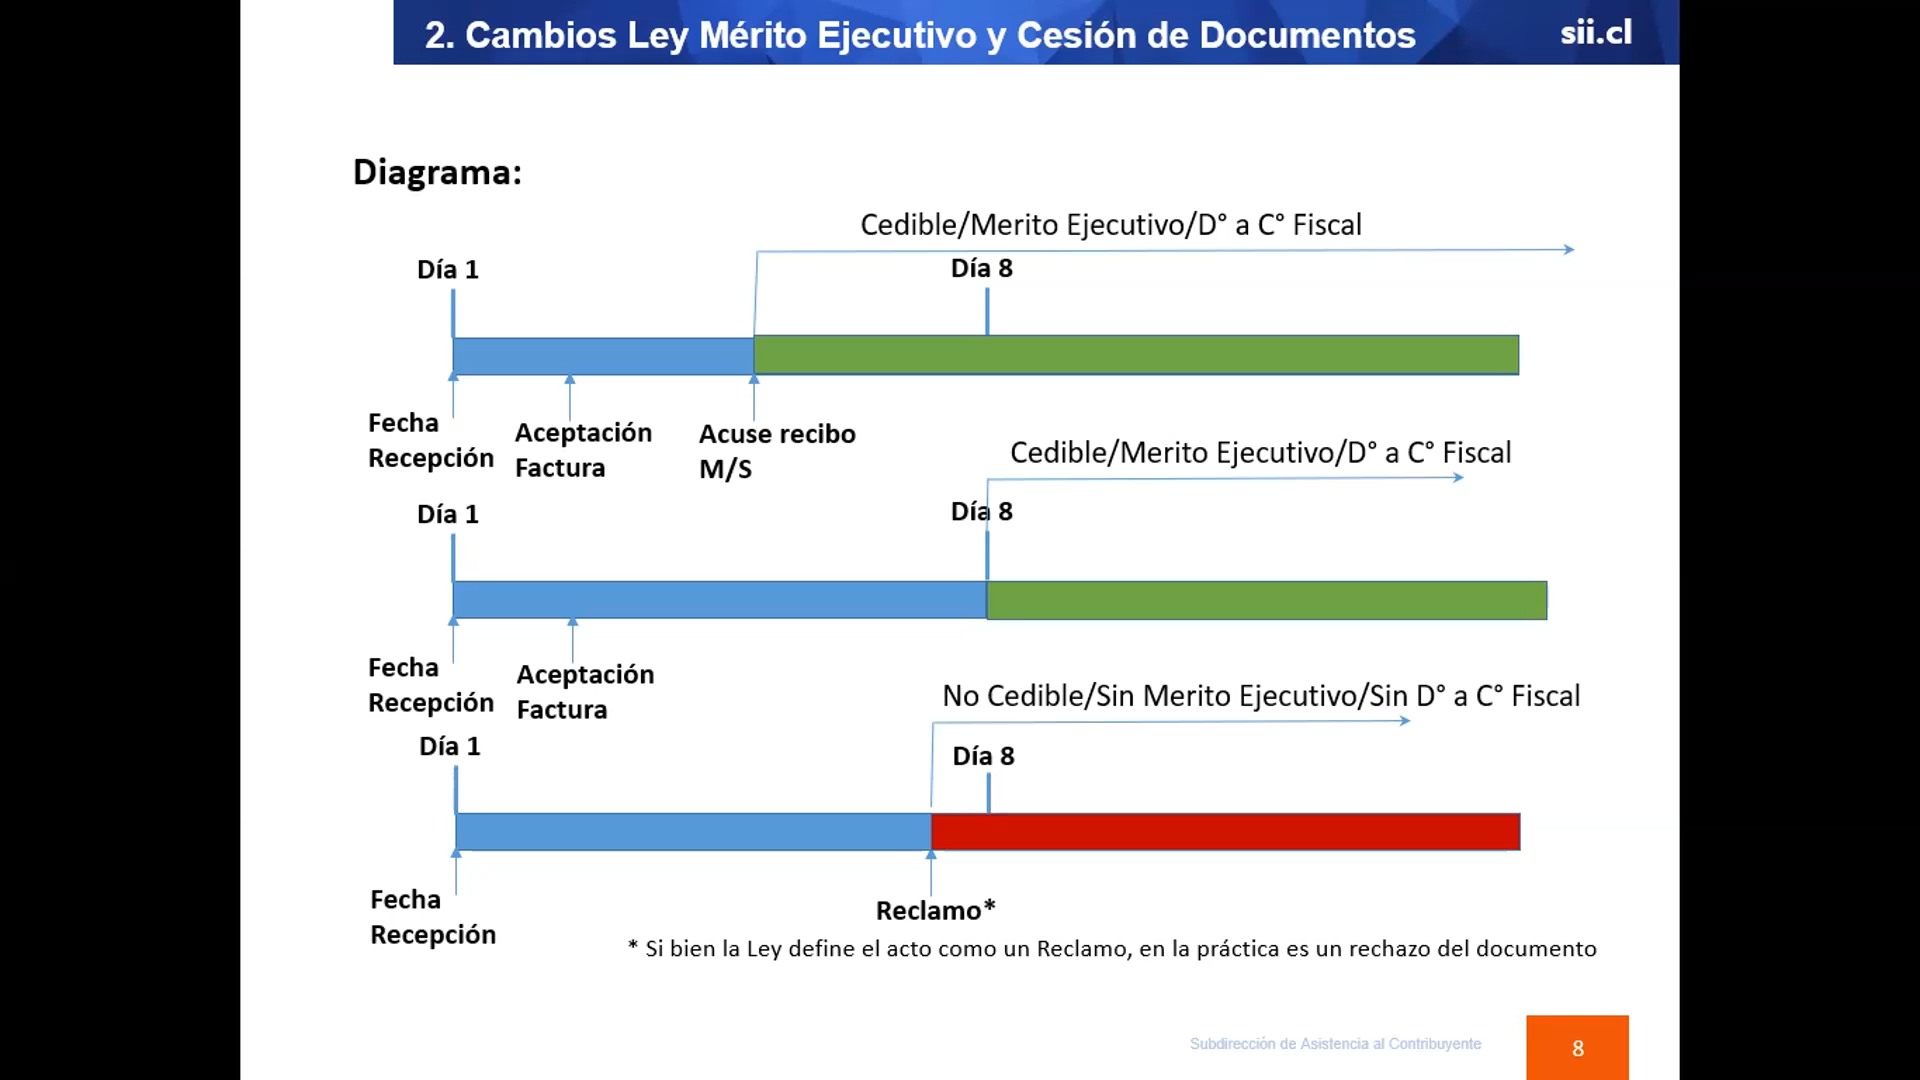 2. Cambios Ley Mérito Ejecutivo y Cesión de Documentos
sii.cl
Diagrama:
Cedible/Merito Ejecutivo/D° a C° Fiscal
Día 1
Día 8
Fecha
Recepción
Aceptación
Factura
Acuse recibo
M/S
Cedible/Merito Ejecutivo/D° a C° Fiscal
Día 1
Día 8
Fecha
Recepción
Aceptación
Factura
No Cedible/Sin Merito Ejecutivo/Sin D° a C° Fiscal
Día 1
Día 8
Fecha
Recepción
Reclamo*
* Si bien la Ley define el acto como un Reclamo, en la práctica es un rechazo del documento
Subdirección de Asistencia al Contribuyente
8